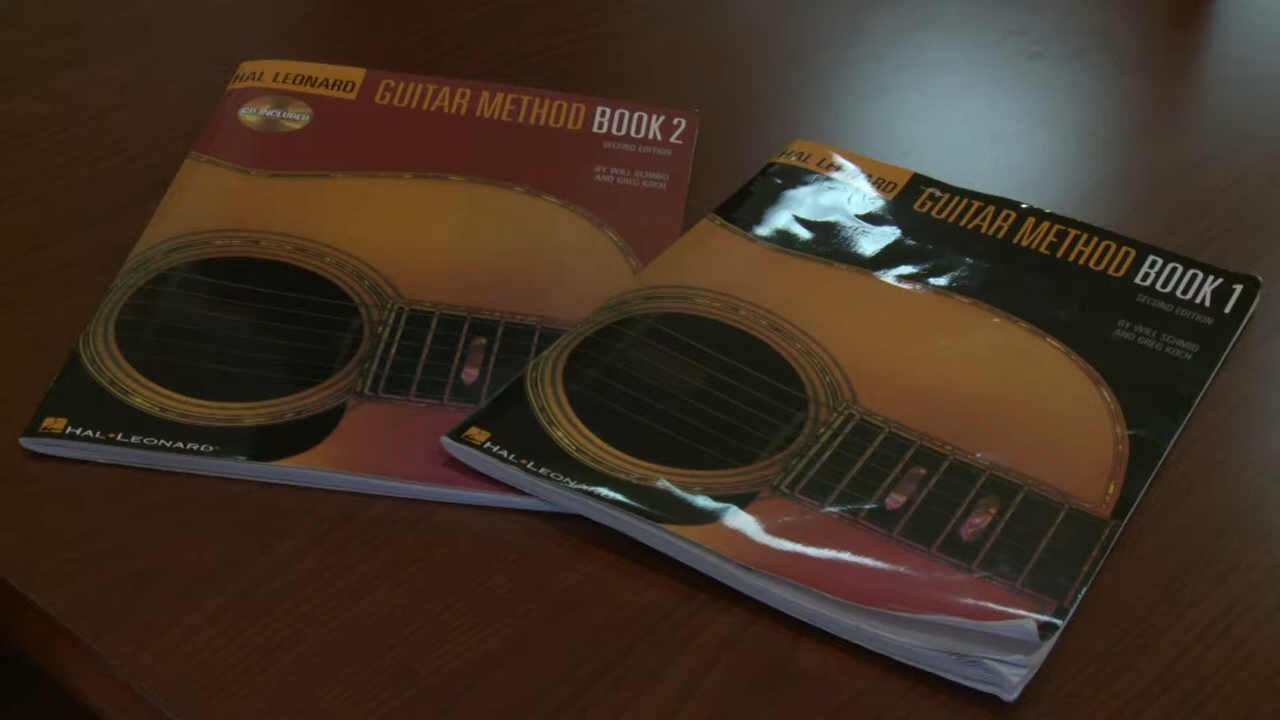 HAL LEONARD
GUITAR METHOD BOOK 2
CD INCLUDED
SECOND EDITION
BY WILL SCHMID
AND GREG KOCH
HAL•LEONARD
HAL LEONARD
GUITAR METHOD BOOK 1
SECOND EDITION
BY WILL SCHMID
AND GREG KOCH
HAL•LEONARD